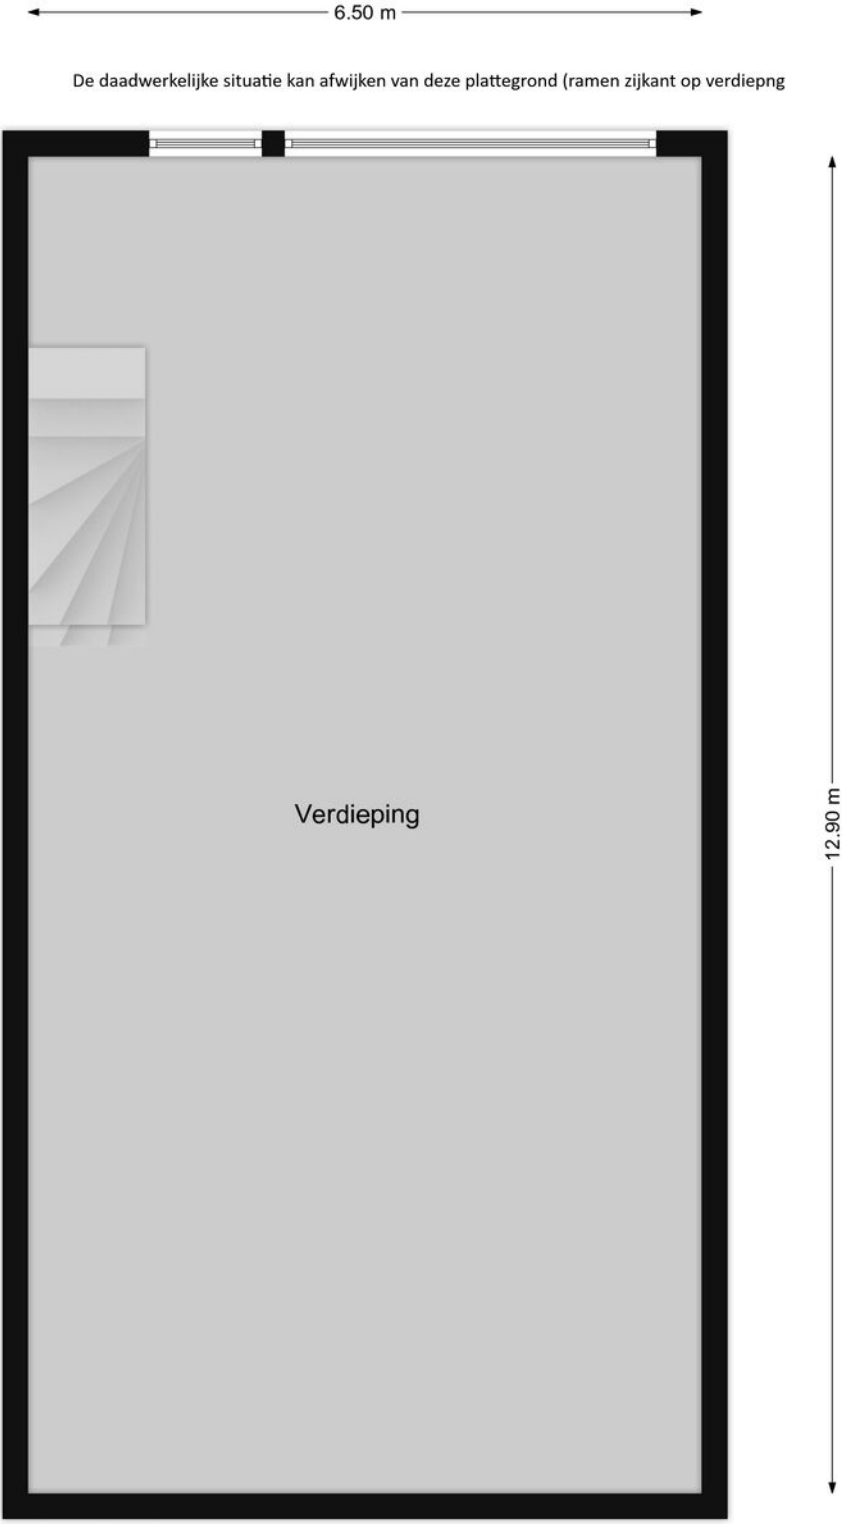 6.50 m
De daadwerkelijke situatie kan afwijken van deze plattegrond (ramen zijkant op verdiepng
Verdieping
12.90 m